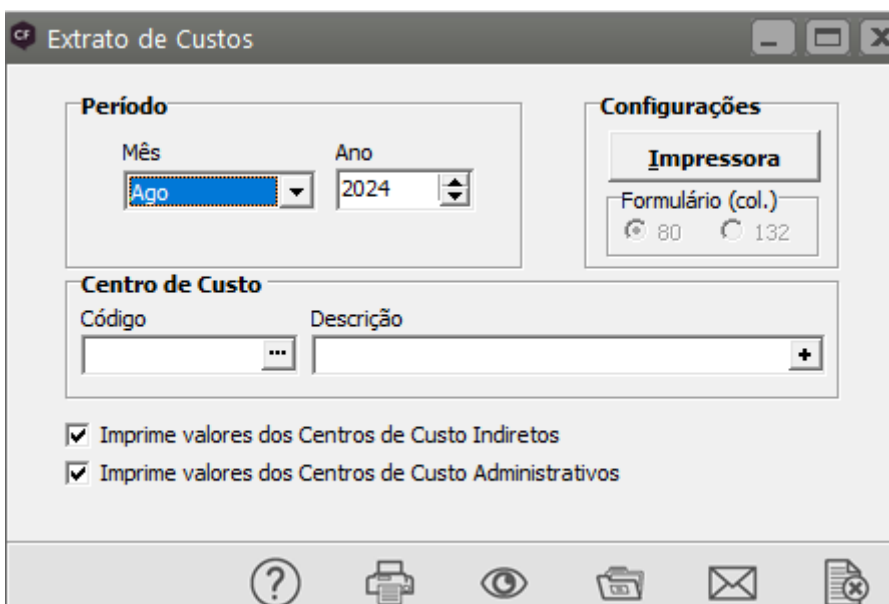 CF Extrato de Custos
Período
Configurações
Mês Ano
Impressora
Ago 2024
Formulário (col.)
80 132
Centro de Custo
Código Descrição
Imprime valores dos Centros de Custo Indiretos
Imprime valores dos Centros de Custo Administrativos